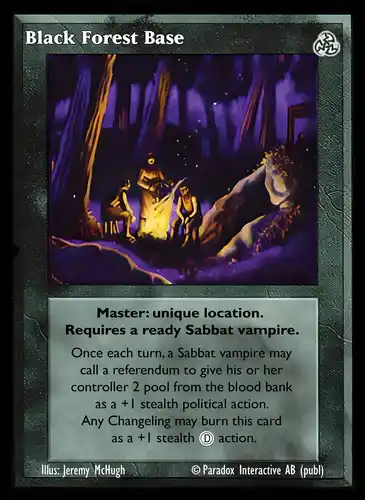 Black Forest Base
Master: unique location.
Requires a ready Sabbat vampire.
Once each turn, a Sabbat vampire may
call a referendum to give his or her
controller 2 pool from the blood bank
as a +1 stealth political action.
Any Changeling may burn this card
as a +1 stealth Ⓓ action.
Illus: Jeremy McHugh © Paradox Interactive AB (publ)